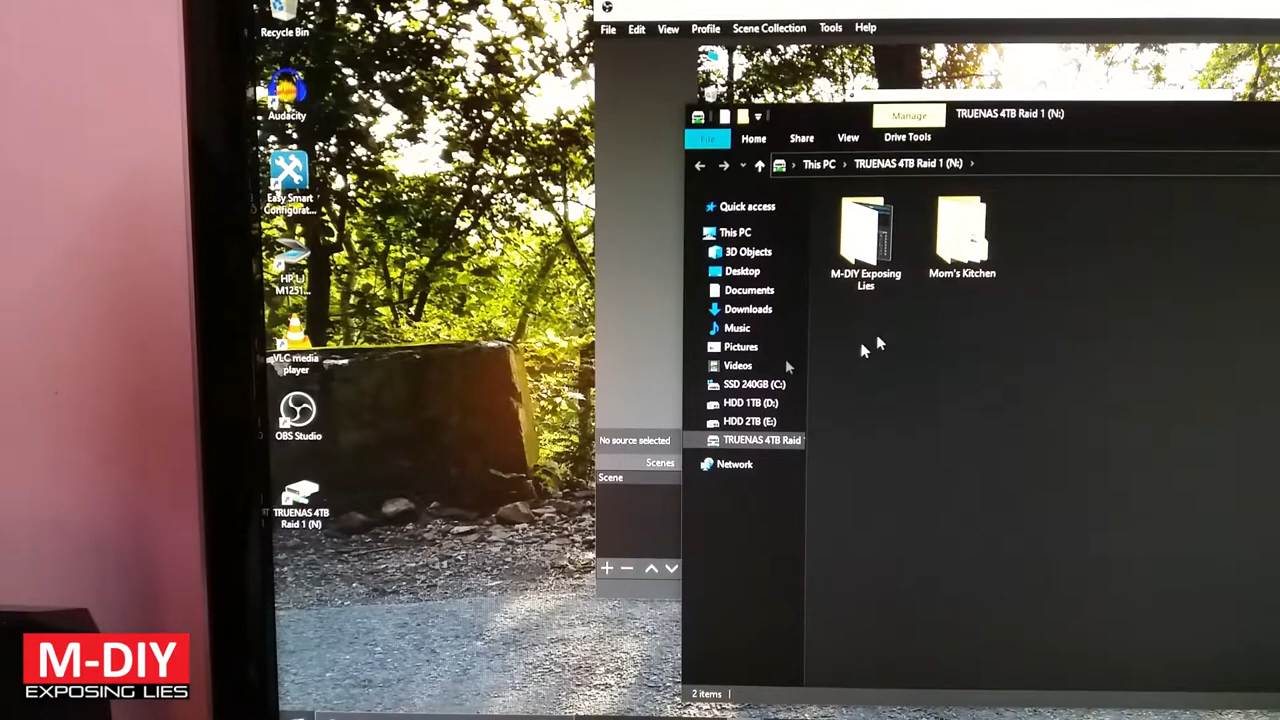 Recycle Bin
Audacity
Easy Smart
Configurat...
HP LJ
M1251...
VLC media
player
OBS Studio
TRUENAS 4TB
Raid 1 (N)
File Edit View Profile Scene Collection Tools Help
Manage
TRUENAS 4TB Raid 1 (N:)
File Home Share View Drive Tools
This PC TRUENAS 4TB Raid 1 (N:)
Quick access
This PC
3D Objects
Desktop
Documents
Downloads
Music
Pictures
Videos
SSD 240GB (C:)
HDD 1TB (D:)
HDD 2TB (E:)
TRUENAS 4TB Raid
Network
M-DIY Exposing
Lies
Mom's Kitchen
No source selected
Scenes
Scene
2 items
M-DIY
EXPOSING LIES